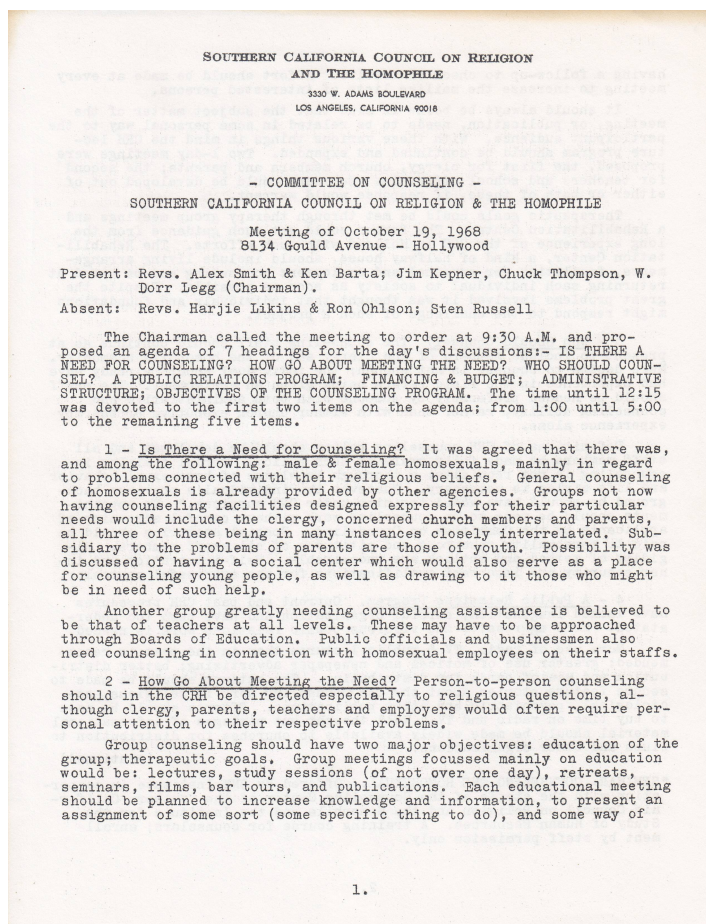 SOUTHERN CALIFORNIA COUNCIL ON RELIGION
AND THE HOMOPHILE
3330 W. ADAMS BOULEVARD
LOS ANGELES, CALIFORNIA 90018
- COMMITTEE ON COUNSELING -
SOUTHERN CALIFORNIA COUNCIL ON RELIGION & THE HOMOPHILE
Meeting of October 19, 1968
8134 Gould Avenue - Hollywood
Present: Revs. Alex Smith & Ken Barta; Jim Kepner, Chuck Thompson, W.
Dorr Legg (Chairman).
Absent: Revs. Harjie Likins & Ron Ohlson; Sten Russell
The Chairman called the meeting to order at 9:30 A.M. and pro-
posed an agenda of 7 headings for the day's discussions:- IS THERE A
NEED FOR COUNSELING? HOW GO ABOUT MEETING THE NEED? WHO SHOULD COUN-
SEL? A PUBLIC RELATIONS PROGRAM; FINANCING & BUDGET; ADMINISTRATIVE
STRUCTURE; OBJECTIVES OF THE COUNSELING PROGRAM. The time until 12:15
was devoted to the first two items on the agenda; from 1:00 until 5:00
to the remaining five items.
1 - Is There a Need for Counseling? It was agreed that there was,
and among the following: male & female homosexuals, mainly in regard
to problems connected with their religious beliefs. General counseling
of homosexuals is already provided by other agencies. Groups not now
having counseling facilities designed expressly for their particular
needs would include the clergy, concerned church members and parents,
all three of these being in many instances closely interrelated. Sub-
sidiary to the problems of parents are those of youth. Possibility was
discussed of having a social center which would also serve as a place
for counseling young people, as well as drawing to it those who might
be in need of such help.
Another group greatly needing counseling assistance is believed to
be that of teachers at all levels. These may have to be approached
through Boards of Education. Public officials and businessmen also
need counseling in connection with homosexual employees on their staffs.
2 - How Go About Meeting the Need? Person-to-person counseling
should in the CRH be directed especially to religious questions, al-
though clergy, parents, teachers and employers would often require per-
sonal attention to their respective problems.
Group counseling should have two major objectives: education of the
group; therapeutic goals. Group meetings focussed mainly on education
would be: lectures, study sessions (of not over one day), retreats,
seminars, films, bar tours, and publications. Each educational meeting
should be planned to increase knowledge and information, to present an
assignment of some sort (some specific thing to do), and some way of
1.